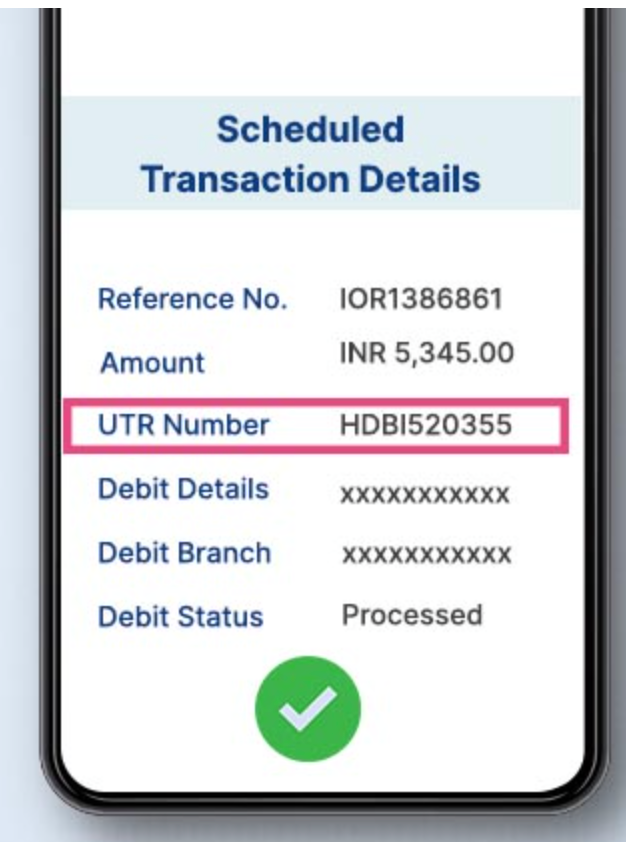 Scheduled
Transaction Details
Reference No. IOR1386861
Amount INR 5,345.00
UTR Number HDBI520355
Debit Details xxxxxxxxxxx
Debit Branch xxxxxxxxxxx
Debit Status Processed